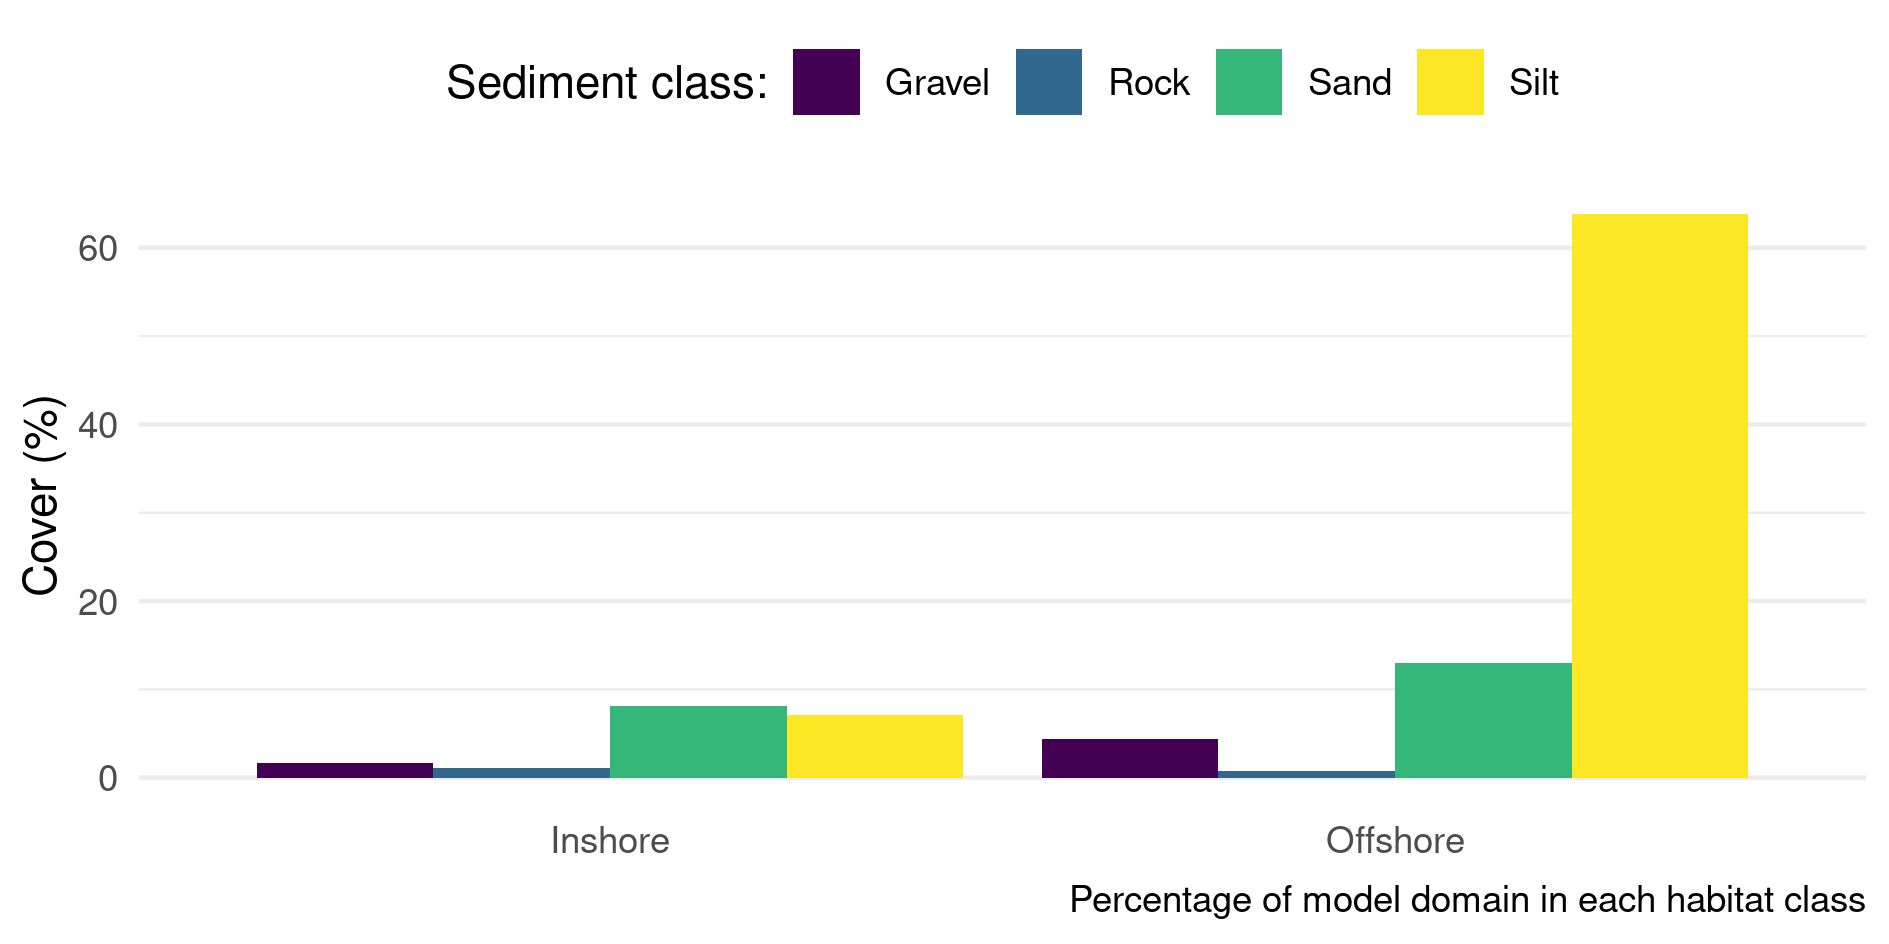 Sediment class: Gravel Rock Sand Silt
Cover (%)
60
40
20
0
Inshore Offshore
Percentage of model domain in each habitat class